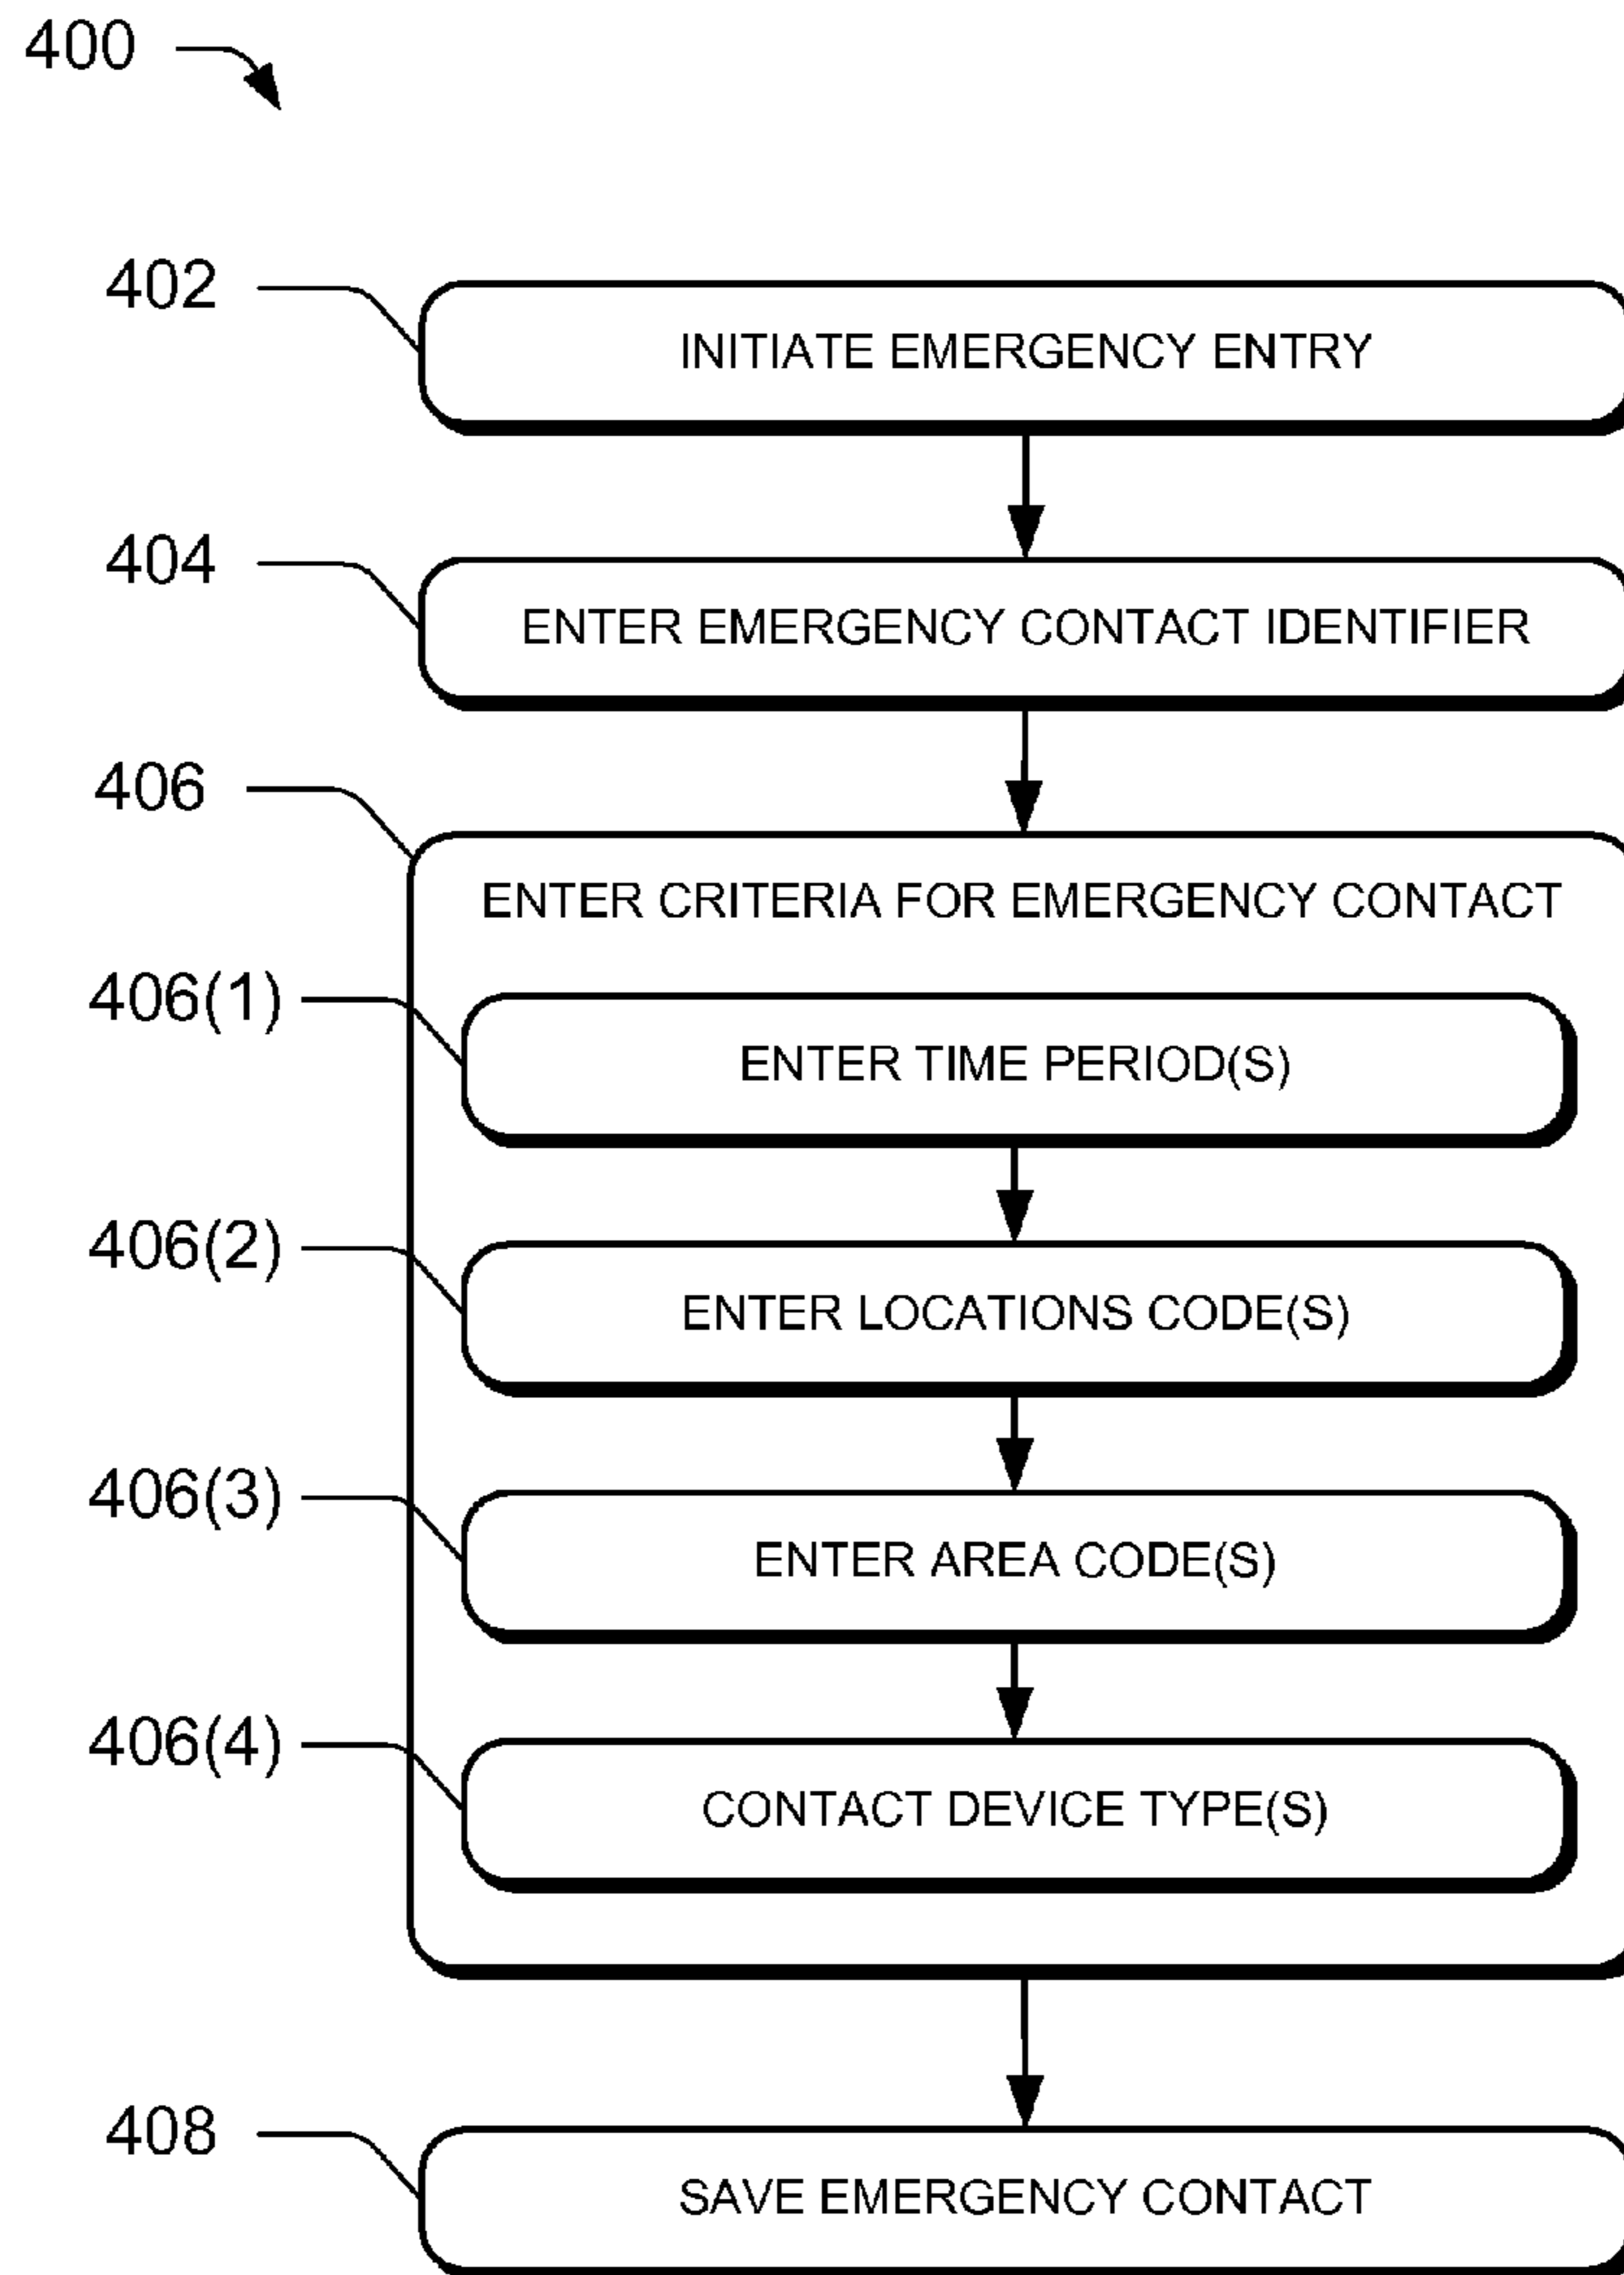 400
402
INITIATE EMERGENCY ENTRY
404
ENTER EMERGENCY CONTACT IDENTIFIER
406
ENTER CRITERIA FOR EMERGENCY CONTACT
406(1)
ENTER TIME PERIOD(S)
406(2)
ENTER LOCATIONS CODE(S)
406(3)
ENTER AREA CODE(S)
406(4)
CONTACT DEVICE TYPE(S)
408
SAVE EMERGENCY CONTACT